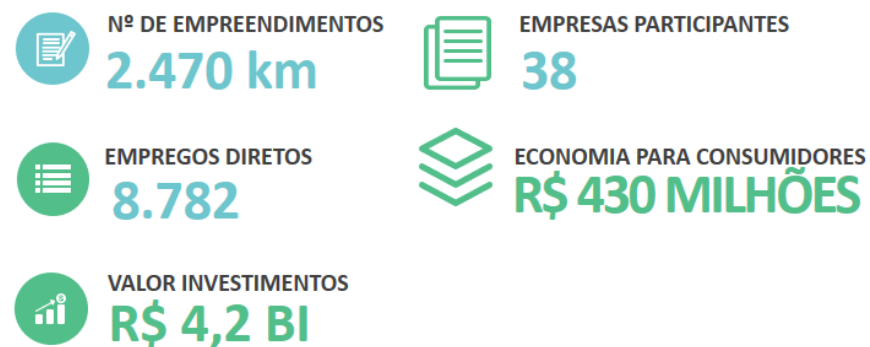 Nº DE EMPREENDIMENTOS
2.470 km
EMPRESAS PARTICIPANTES
38
EMPREGOS DIRETOS
8.782
ECONOMIA PARA CONSUMIDORES
R$ 430 MILHÕES
VALOR INVESTIMENTOS
R$ 4,2 BI